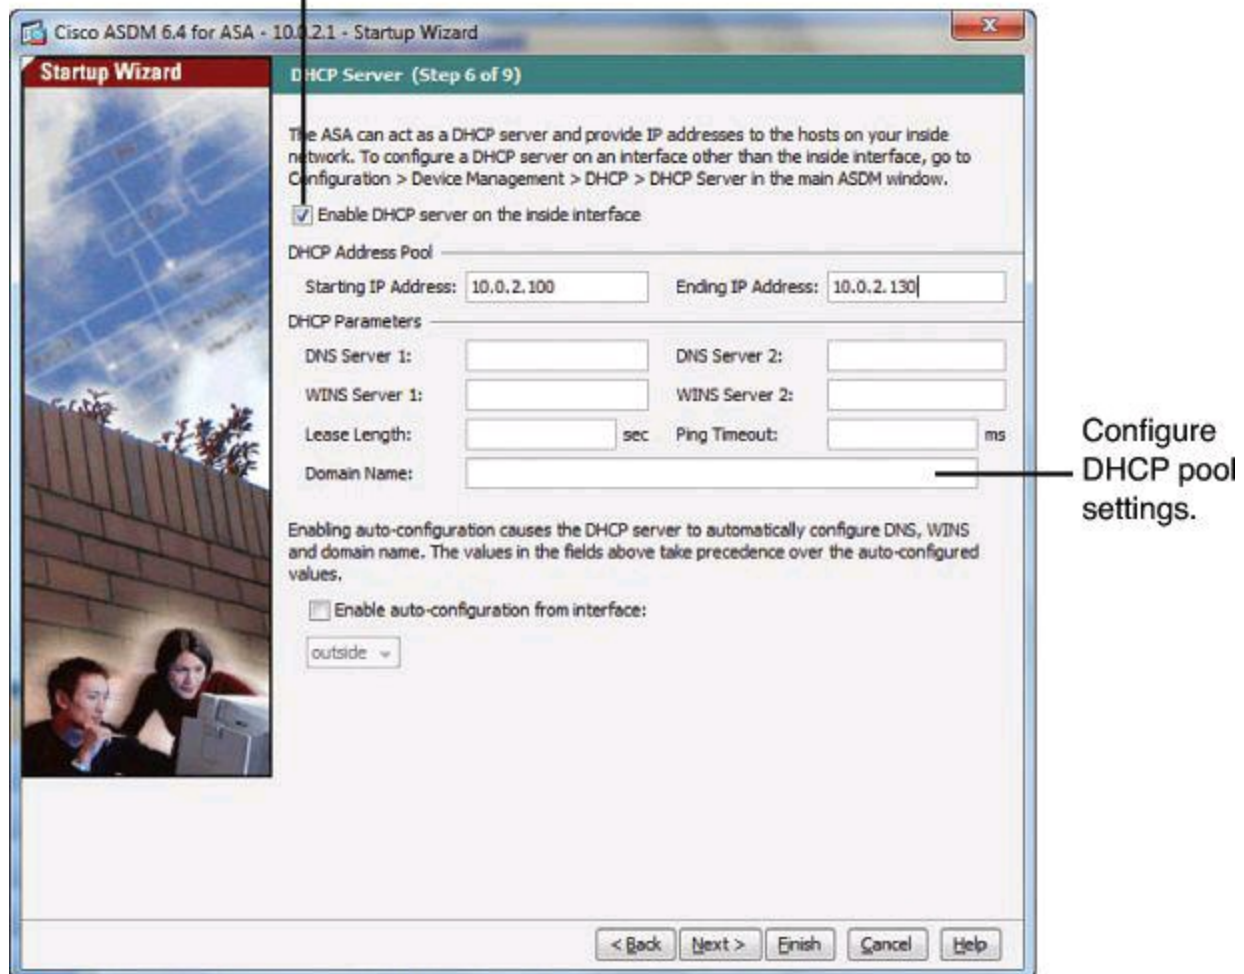 Cisco ASDM 6.4 for ASA - 10.0.2.1 - Startup Wizard
Startup Wizard
DHCP Server (Step 6 of 9)
The ASA can act as a DHCP server and provide IP addresses to the hosts on your inside
network. To configure a DHCP server on an interface other than the inside interface, go to
Configuration > Device Management > DHCP > DHCP Server in the main ASDM window.
Enable DHCP server on the inside interface
DHCP Address Pool
Starting IP Address: 10.0.2.100 Ending IP Address: 10.0.2.130
DHCP Parameters
DNS Server 1: DNS Server 2:
WINS Server 1: WINS Server 2:
Lease Length: sec Ping Timeout: ms
Domain Name:
Configure
DHCP pool
settings.
Enabling auto-configuration causes the DHCP server to automatically configure DNS, WINS
and domain name. The values in the fields above take precedence over the auto-configured
values.
Enable auto-configuration from interface:
outside
< Back Next > Finish Cancel Help